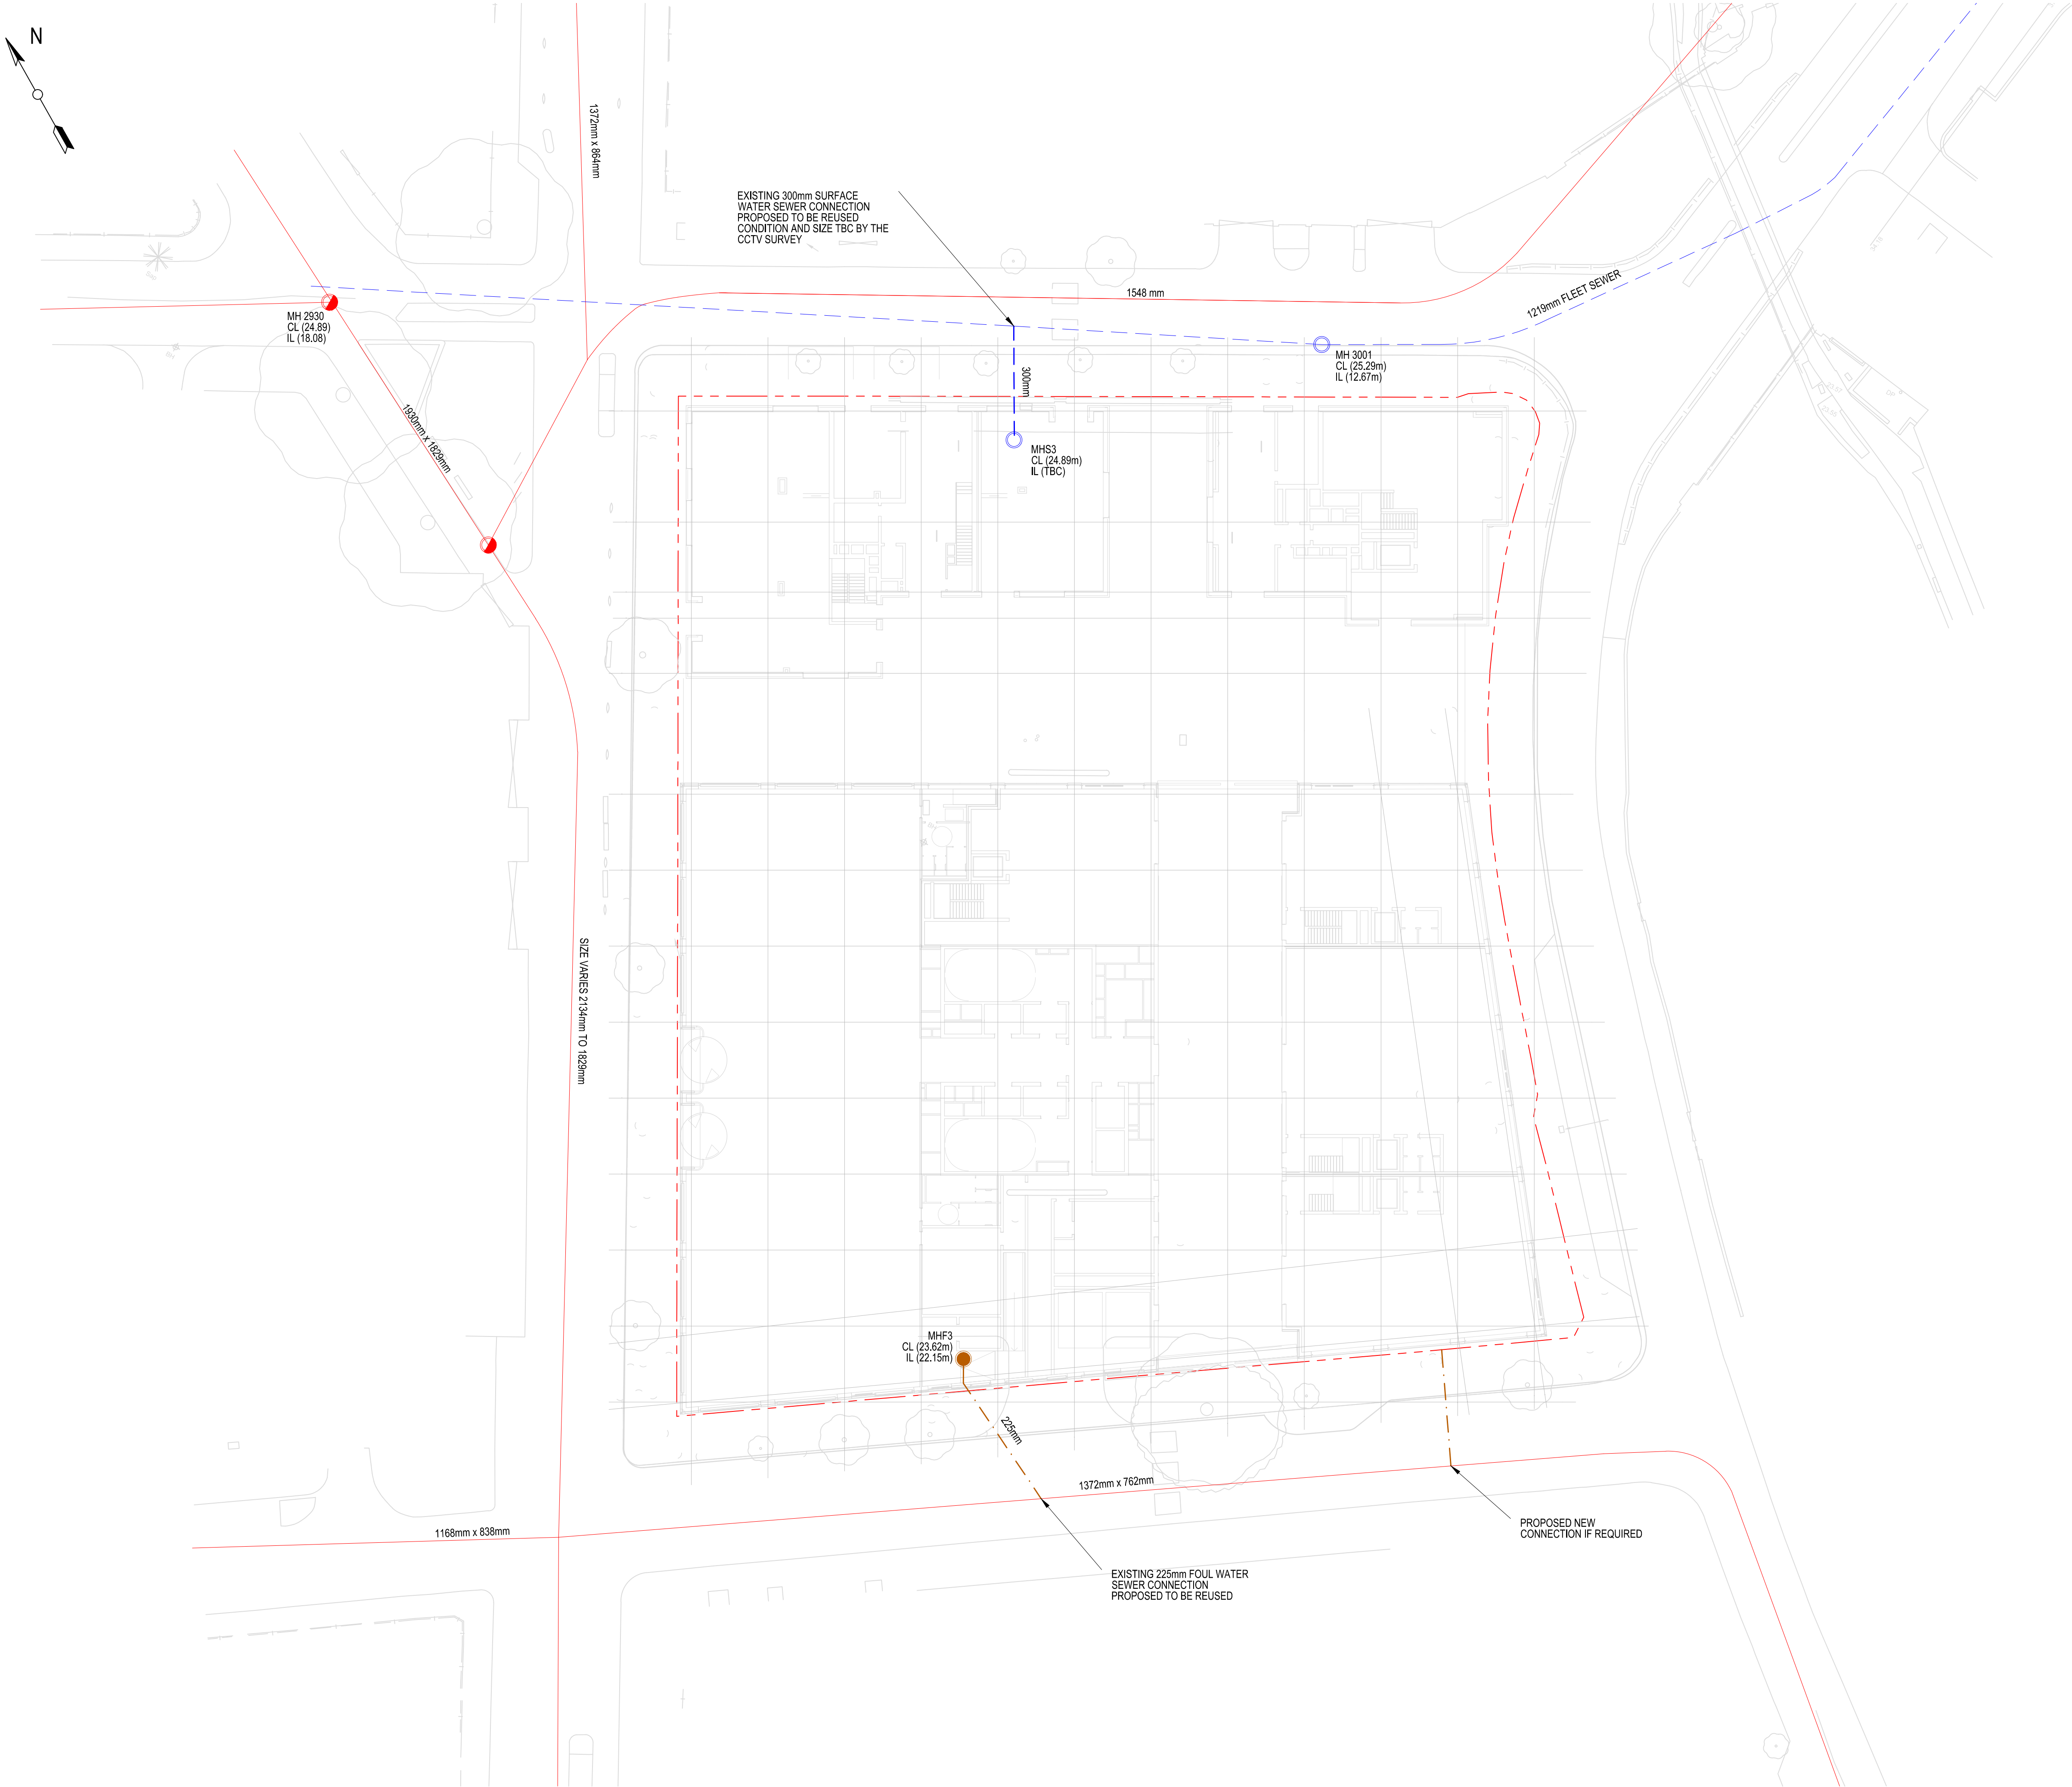 N
1372mm x 864mm
EXISTING 300mm SURFACE
WATER SEWER CONNECTION
PROPOSED TO BE REUSED
CONDITION AND SIZE TBC BY THE
CCTV SURVEY
1548 mm
1219mm FLEET SEWER
MH 2930
CL (24.89)
IL (18.08)
MH 3001
CL (25.29m)
IL (12.67m)
300mm
1930mm x 1829mm
MHS3
CL (24.89m)
IL (TBC)
SIZE VARIES 2134mm TO 1829mm
MHF3
CL (23.62m)
IL (22.15m)
225mm
1372mm x 762mm
1168mm x 838mm
PROPOSED NEW
CONNECTION IF REQUIRED
EXISTING 225mm FOUL WATER
SEWER CONNECTION
PROPOSED TO BE REUSED